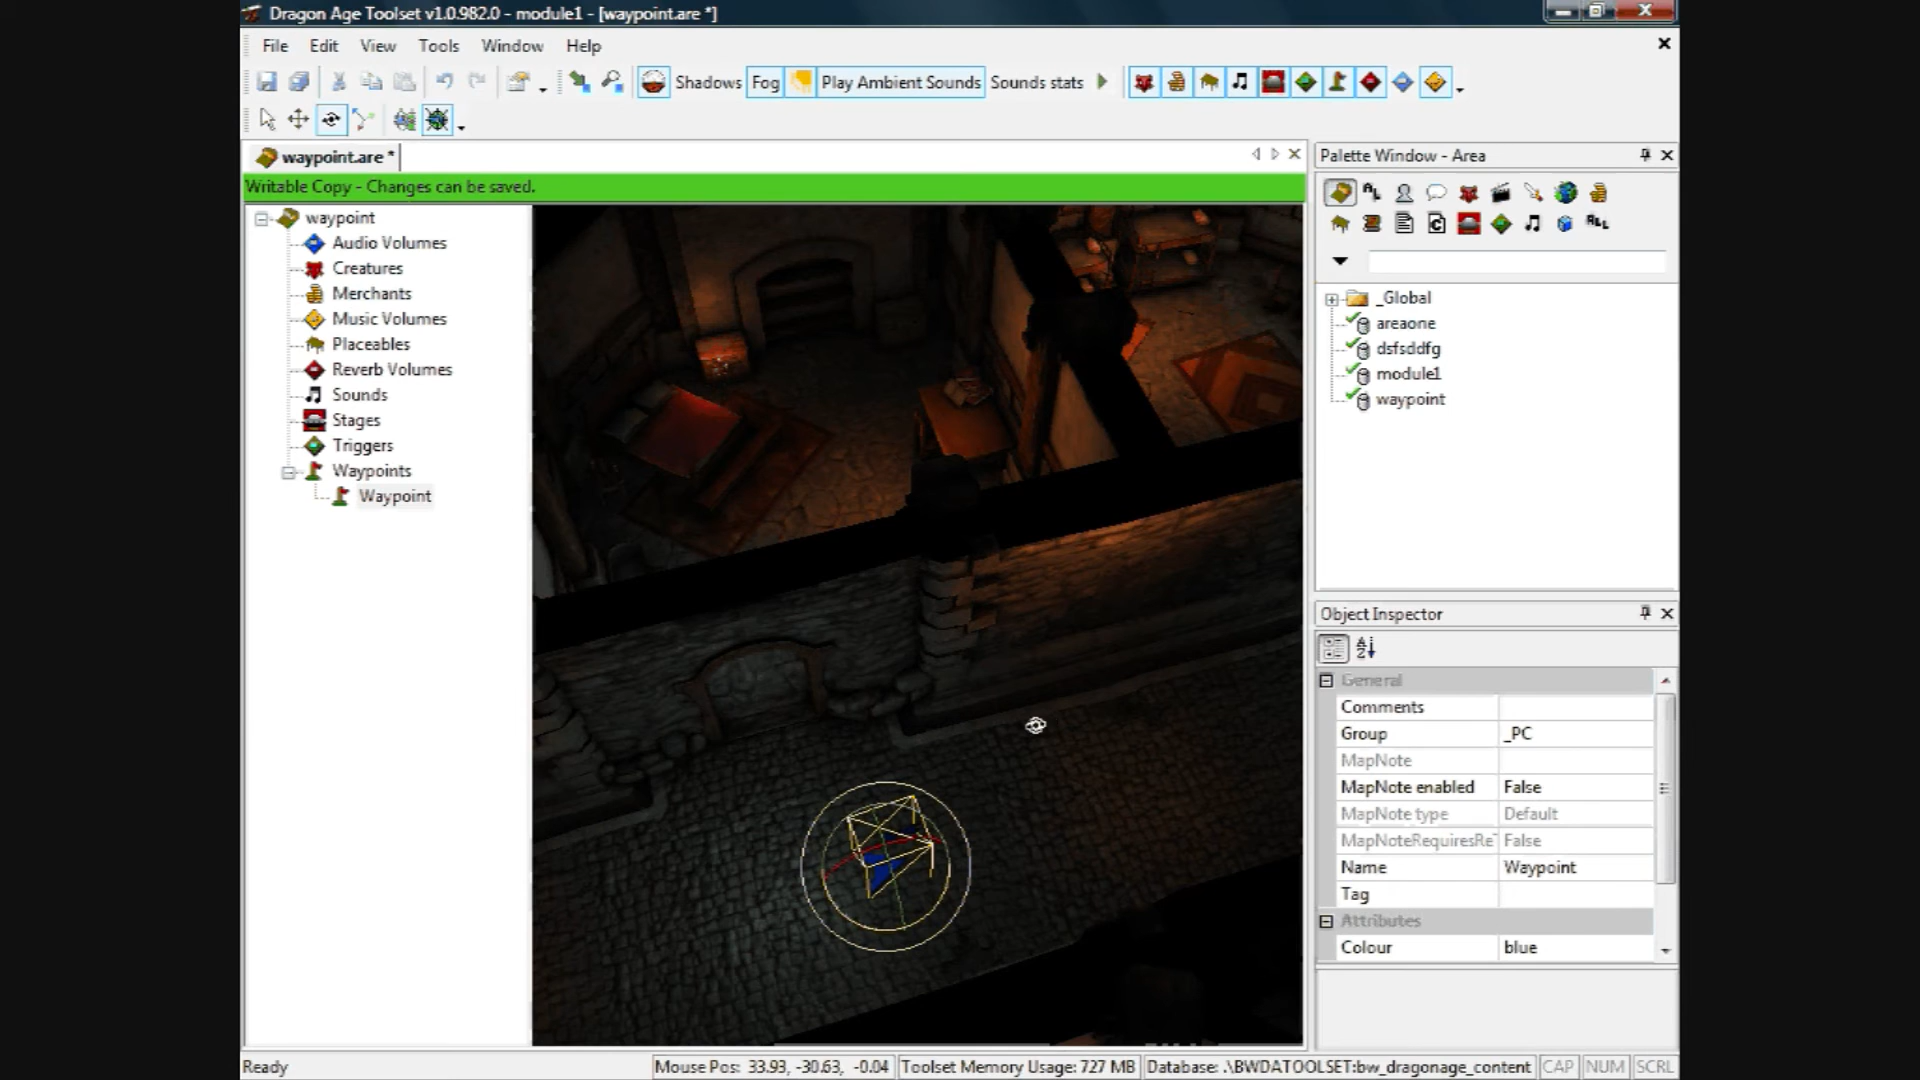 Dragon Age Toolset v1.0.982.0 - module1 - [waypoint.are *]
File Edit View Tools Window Help
Shadows Fog Play Ambient Sounds Sounds stats
waypoint.are *
Palette Window - Area
Writable Copy - Changes can be saved.
waypoint
Audio Volumes
Creatures
Merchants
Music Volumes
Placeables
Reverb Volumes
Sounds
Stages
Triggers
Waypoints
Waypoint
_Global
areaone
dsfsddfg
module1
waypoint
Object Inspector
General
Comments
Group _PC
MapNote
MapNote enabled False
MapNote type Default
MapNoteRequiresRe False
Name Waypoint
Tag
Attributes
Colour blue
Ready
Mouse Pos: 33.93, -30.63, -0.04
Toolset Memory Usage: 727 MB
Database: .\BWDATOOLSET:bw_dragonage_content
CAP NUM SCRL